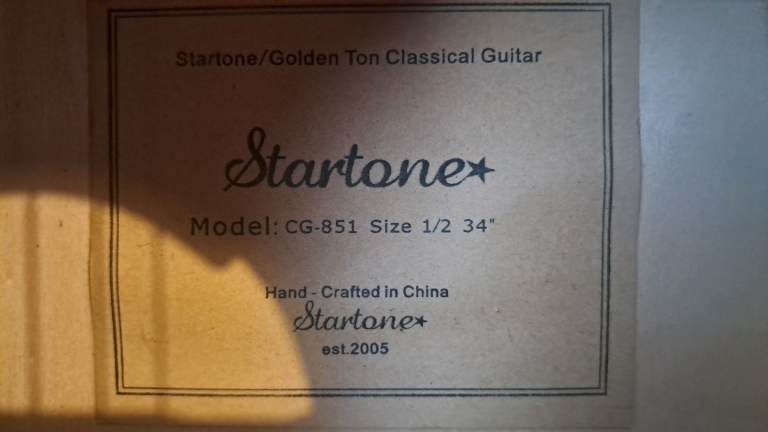 Startone/Golden Ton Classical Guitar
Startone
Model: CG-851 Size 1/2 34"
Hand - Crafted in China
Startone
est.2005